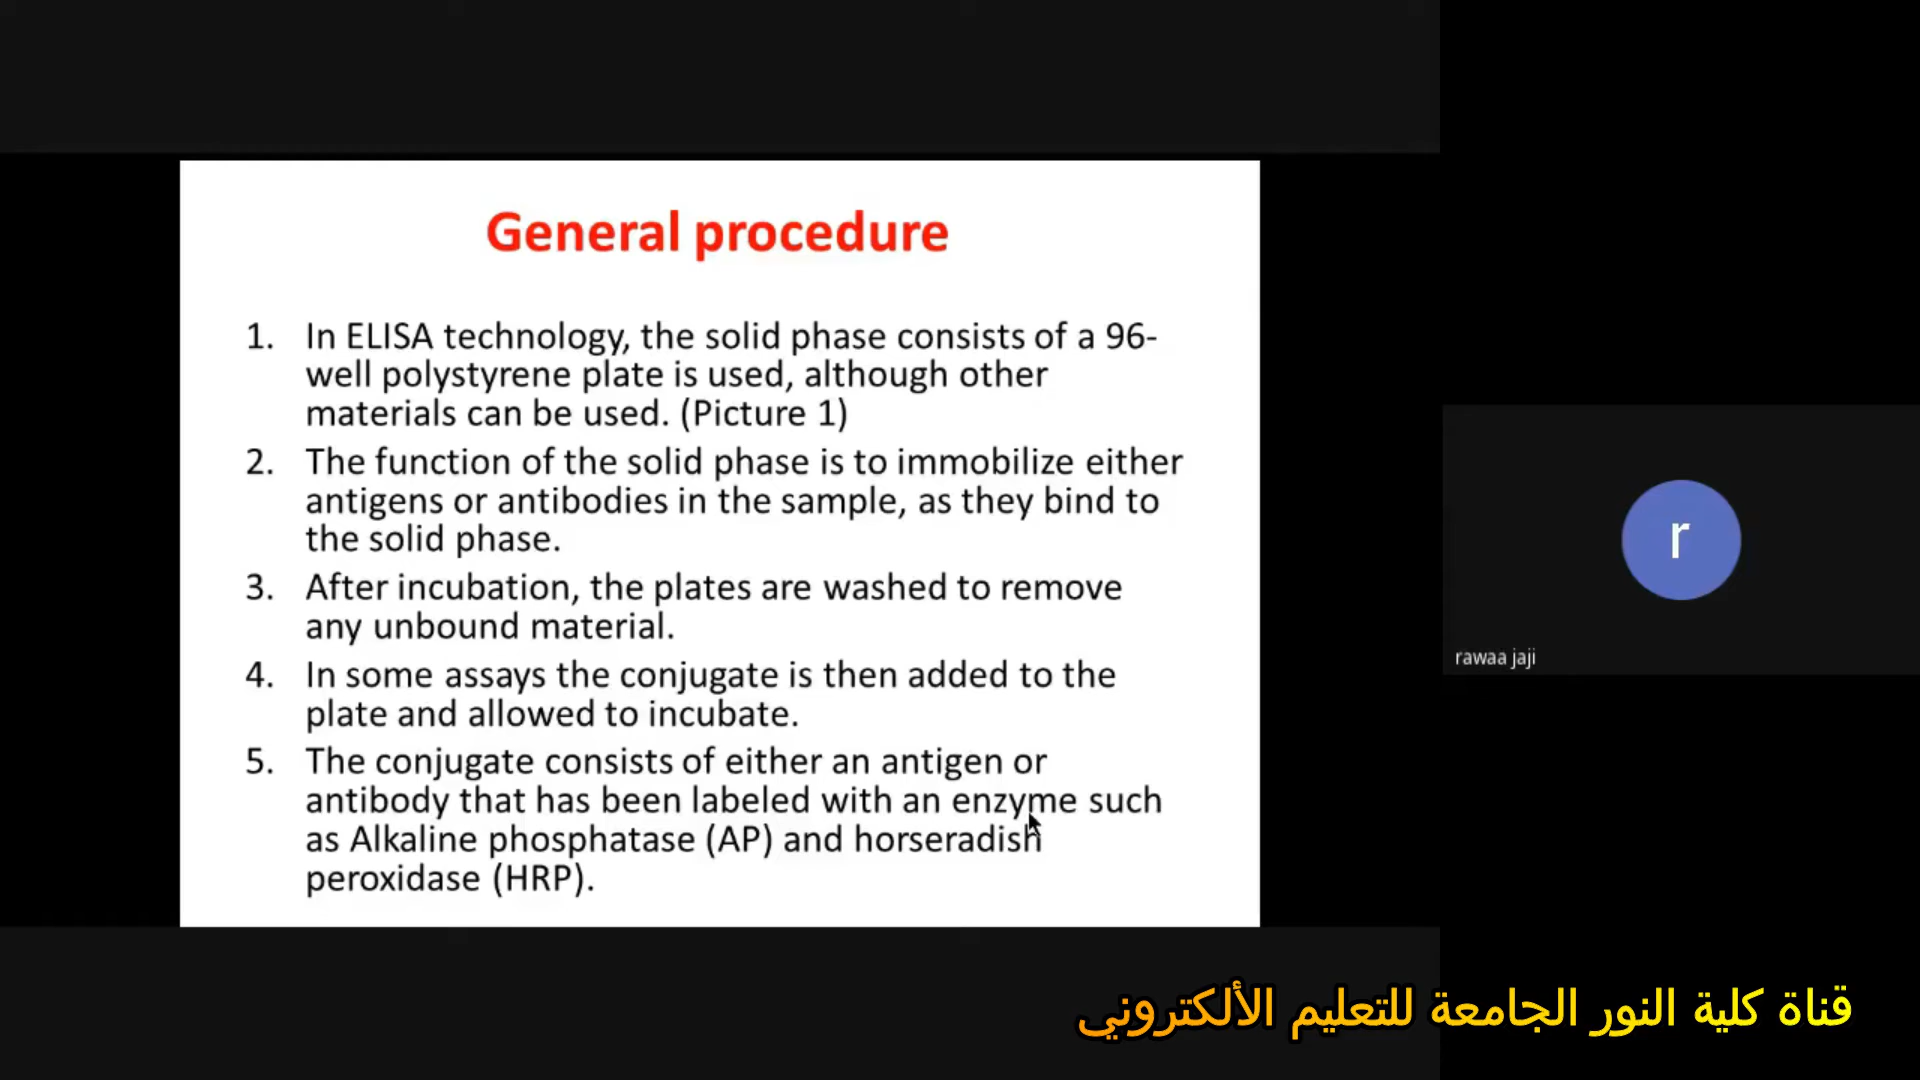 General procedure
1. In ELISA technology, the solid phase consists of a 96-
well polystyrene plate is used, although other
materials can be used. (Picture 1)
2. The function of the solid phase is to immobilize either
antigens or antibodies in the sample, as they bind to
the solid phase.
3. After incubation, the plates are washed to remove
any unbound material.
4. In some assays the conjugate is then added to the
plate and allowed to incubate.
5. The conjugate consists of either an antigen or
antibody that has been labeled with an enzyme such
as Alkaline phosphatase (AP) and horseradish
peroxidase (HRP).
r
rawaa jaji
قناة كلية النور الجامعة للتعليم الألكتروني